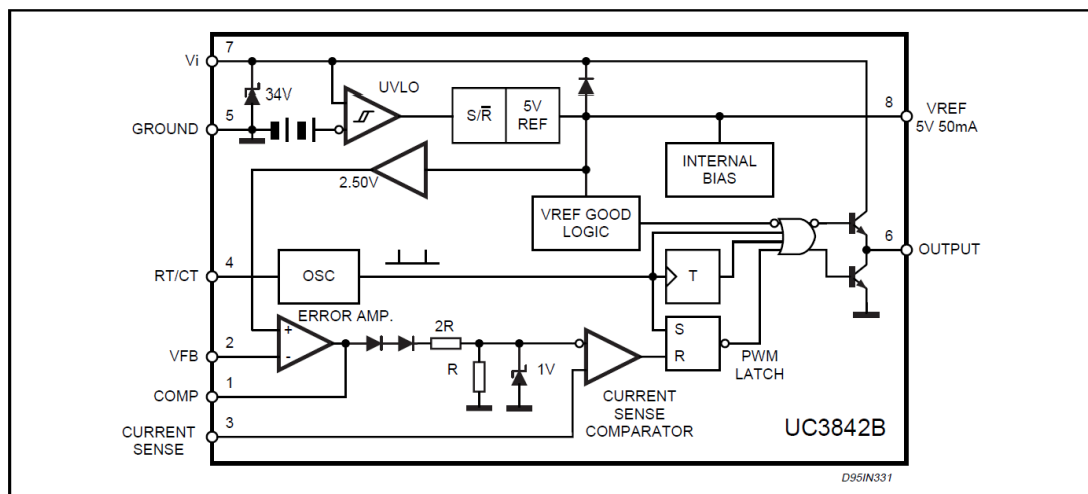 7
Vi
34V
UVLO
S/R̅
5V
REF
8
VREF
5V 50mA
5
GROUND
INTERNAL
BIAS
2.50V
VREF GOOD
LOGIC
6
OUTPUT
4
RT/CT
OSC
T
ERROR AMP.
+
-
2R
S
R
2
VFB
R
1V
PWM
LATCH
1
COMP
CURRENT
SENSE
COMPARATOR
3
CURRENT
SENSE
UC3842B
D95IN331